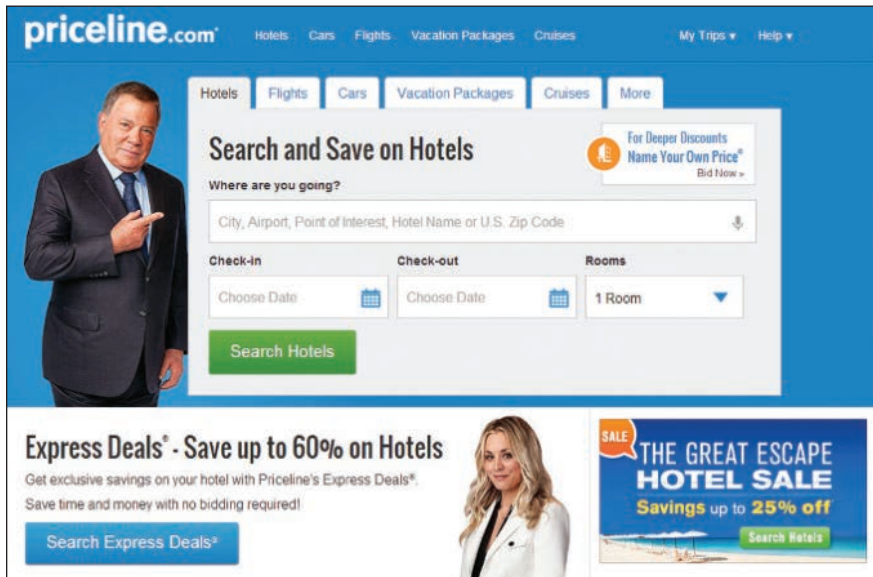 priceline.com®
Hotels Cars Flights Vacation Packages Cruises My Trips Help
Hotels Flights Cars Vacation Packages Cruises More
Search and Save on Hotels
For Deeper Discounts
Name Your Own Price®
Bid Now »
Where are you going?
City, Airport, Point of Interest, Hotel Name or U.S. Zip Code
Check-in Check-out Rooms
Choose Date Choose Date 1 Room
Search Hotels
Express Deals® - Save up to 60% on Hotels
Get exclusive savings on your hotel with Priceline's Express Deals®.
Save time and money with no bidding required!
Search Express Deals®
SALE
THE GREAT ESCAPE
HOTEL SALE
Savings up to 25% off
Search Hotels